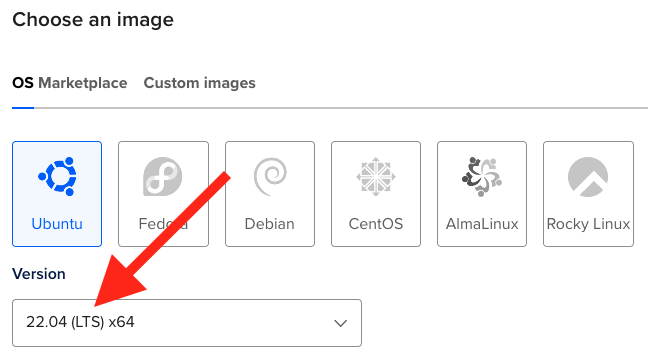 Choose an image
OS Marketplace Custom images
Ubuntu Fedora Debian CentOS AlmaLinux Rocky Linux
Version
22.04 (LTS) x64